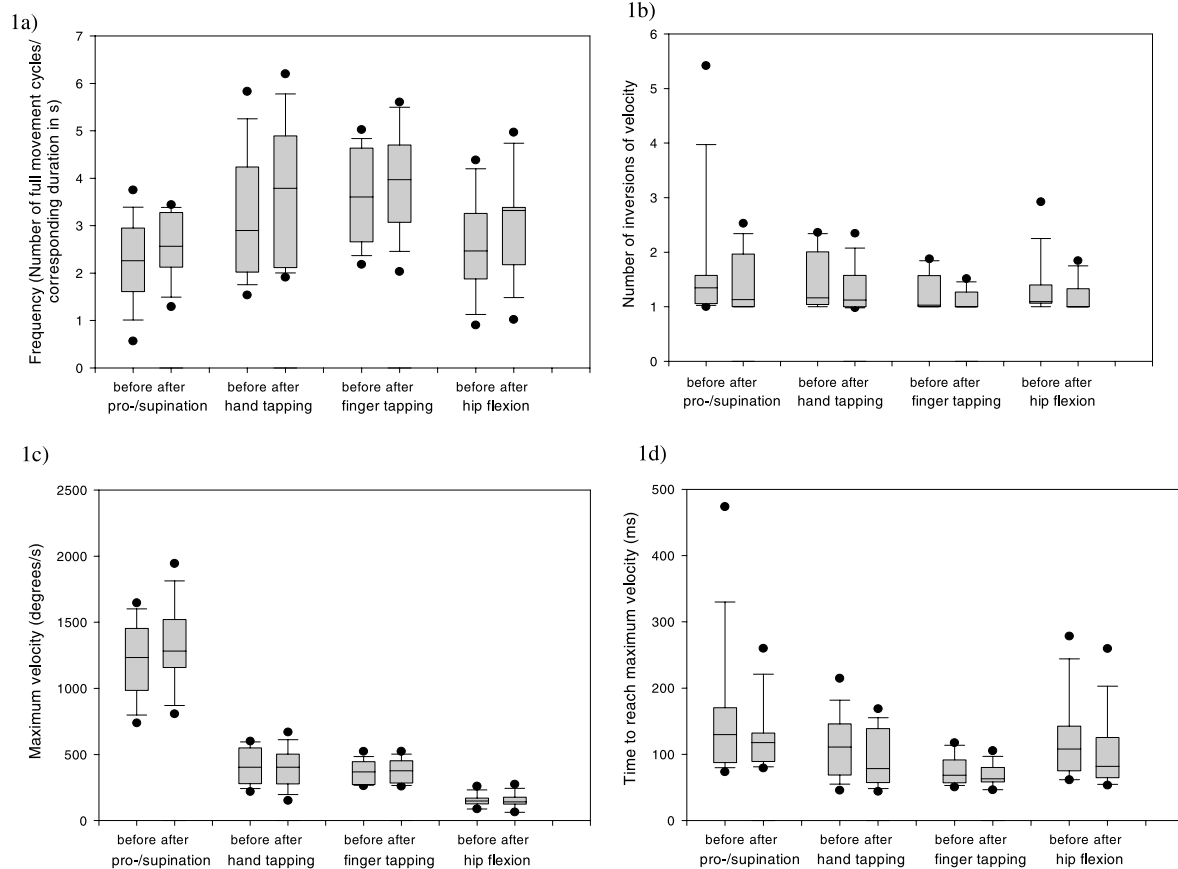 1a)
Frequency (Number of full movement cycles/
corresponding duration in s)
7
6
5
4
3
2
1
0
before after before after before after before after
pro-/supination hand tapping finger tapping hip flexion
1b)
Number of inversions of velocity
6
5
4
3
2
1
0
before after before after before after before after
pro-/supination hand tapping finger tapping hip flexion
1c)
Maximum velocity (degrees/s)
2500
2000
1500
1000
500
0
before after before after before after before after
pro-/supination hand tapping finger tapping hip flexion
1d)
Time to reach maximum velocity (ms)
500
400
300
200
100
0
before after before after before after before after
pro-/supination hand tapping finger tapping hip flexion